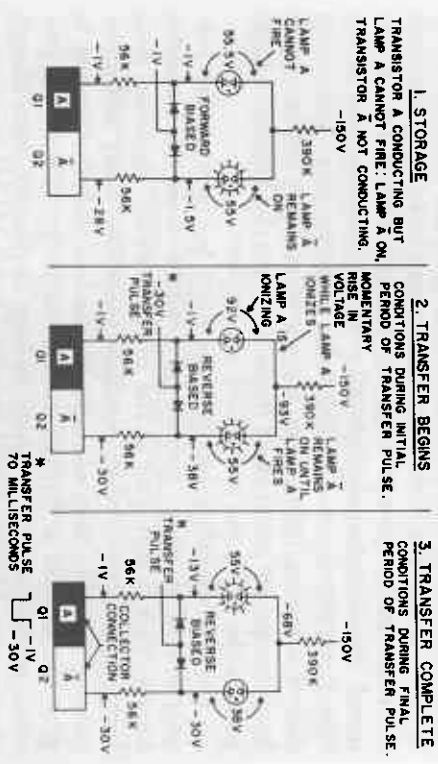 1. STORAGE
TRANSISTOR A CONDUCTING BUT
LAMP A CANNOT FIRE: LAMP Ā ON,
TRANSISTOR Ā NOT CONDUCTING.
-150V
390K
LAMP A
CANNOT
FIRE
LAMP Ā
REMAINS
ON
55.5V
55V
-1V
FORWARD
BIASED
-1.5V
56K
56K
-1V
-28V
A
Ā
Q1
Q2
2. TRANSFER BEGINS
CONDITIONS DURING INITIAL
PERIOD OF TRANSFER PULSE.
MOMENTARY
RISE IN
VOLTAGE
WHILE LAMP A
IONIZES
-150V
390K
-93V
LAMP Ā
REMAINS
ON UNTIL
LAMP A
FIRES
LAMP A IS
IONIZING
92V
55V
-1V
REVERSE
BIASED
-38V
*
-30V
TRANSFER
PULSE
56K
56K
-1V
-30V
A
Ā
Q1
Q2
3. TRANSFER COMPLETE
CONDITIONS DURING FINAL
PERIOD OF TRANSFER PULSE.
-150V
390K
-68V
55V
38V
-13V
REVERSE
BIASED
-30V
*
TRANSFER
PULSE
56K
COLLECTOR
CONNECTION
56K
-1V
-30V
A
Ā
Q1
Q2
*
TRANSFER PULSE
70 MILLISECONDS
-1V
-30V